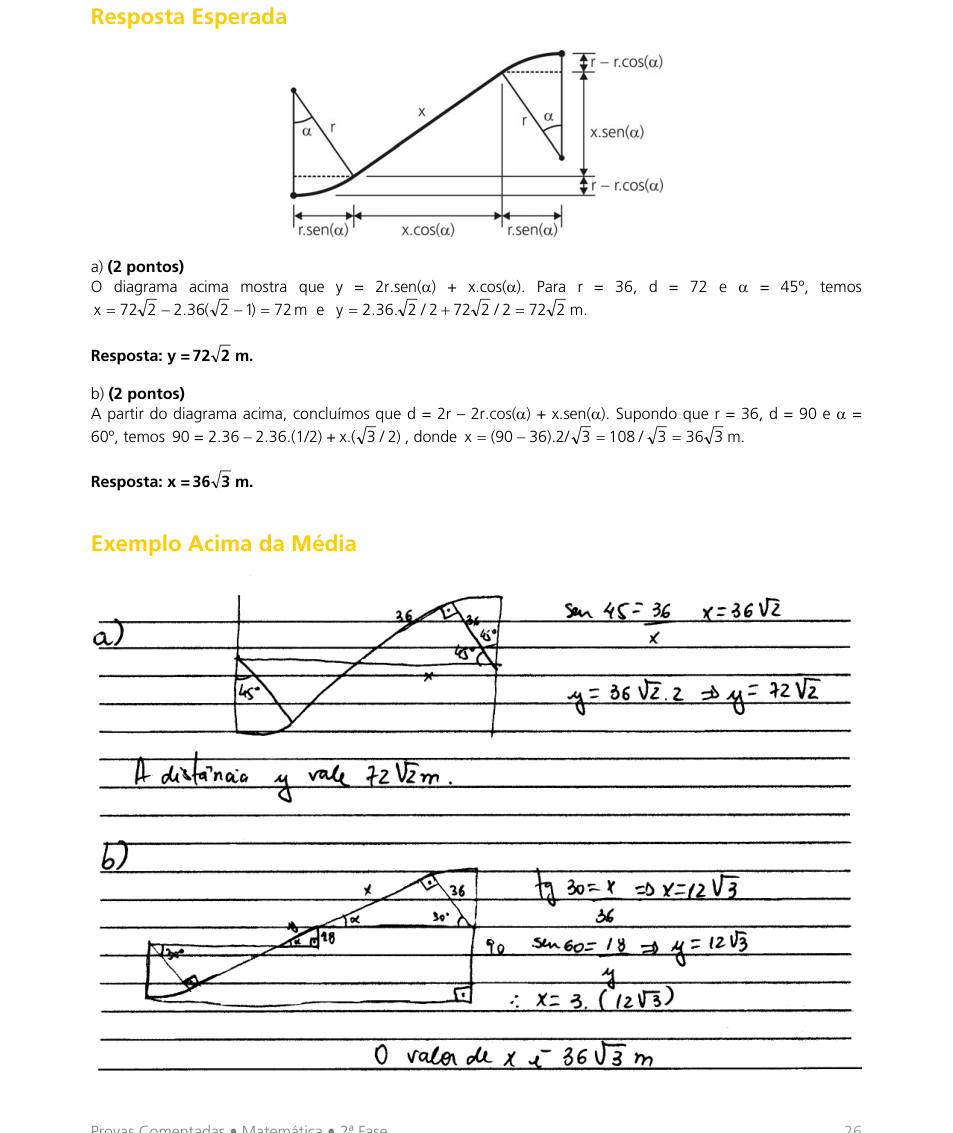 Resposta Esperada
r – r.cos(α)
x
α
r
r
α
x.sen(α)
r – r.cos(α)
r.sen(α)
x.cos(α)
r.sen(α)
a) (2 pontos)
O diagrama acima mostra que y = 2r.sen(α) + x.cos(α). Para r = 36, d = 72 e α = 45º, temos
x = 72√2 – 2.36(√2 – 1) = 72 m e y = 2.36.√2 / 2 + 72√2 / 2 = 72√2 m.
Resposta: y = 72√2 m.
b) (2 pontos)
A partir do diagrama acima, concluímos que d = 2r – 2r.cos(α) + x.sen(α). Supondo que r = 36, d = 90 e α =
60º, temos 90 = 2.36 – 2.36.(1/2) + x.(√3 / 2) , donde x = (90 – 36).2/√3 = 108 / √3 = 36√3 m.
Resposta: x = 36√3 m.
Exemplo Acima da Média
a)
36
36
45°
45°
x
45°
sen 45 = 36/x x = 36√2
y = 36√2.2 ⇒ y = 72√2
A distância y vale 72√2 m.
b)
x
36
30°
α
α
18
30°
90
tg 30 = x/36 ⇒ x = 12√3
sen 60 = 18/y ⇒ y = 12√3
∴ x = 3.(12√3)
O valor de x é 36√3 m
Provas Comentadas • Matemática • 2ª Fase
26